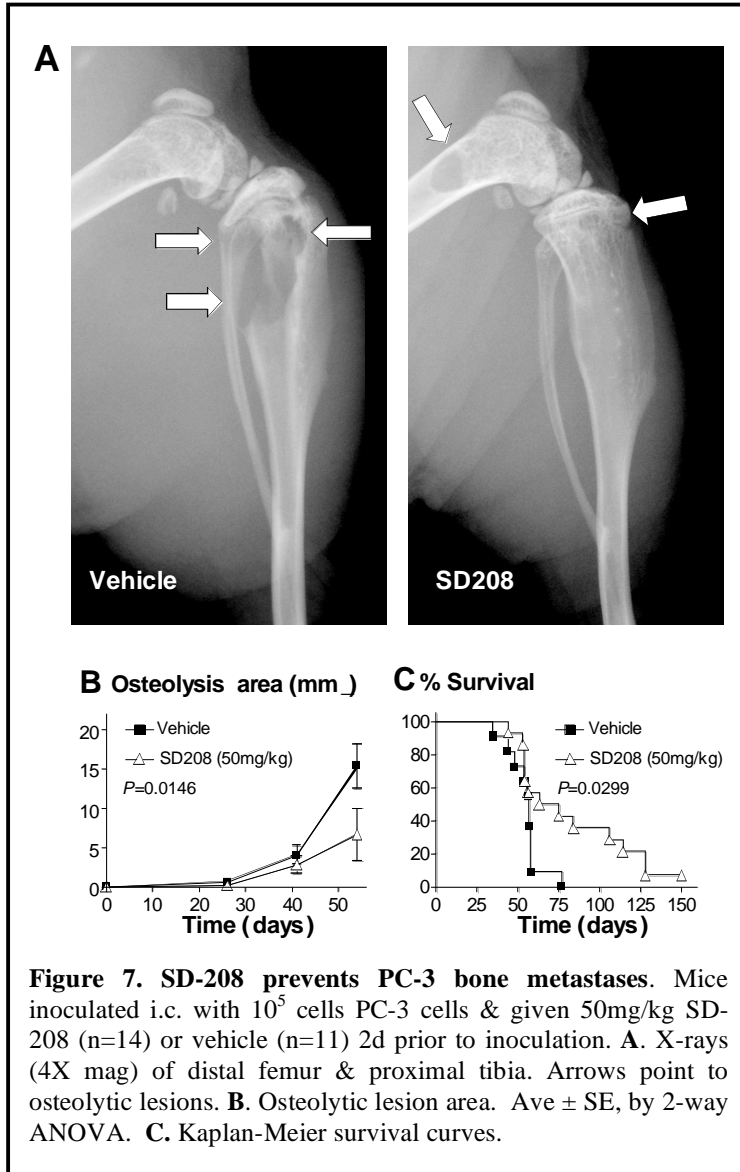 A
Vehicle
SD208
B Osteolysis area (mm_)
20
15
10
5
0
Vehicle
SD208 (50mg/kg)
P=0.0146
0 10 20 30 40 50
Time (days)
C % Survival
100
80
60
40
20
0
Vehicle
SD208 (50mg/kg)
P=0.0299
0 25 50 75 100 125 150
Time (days)
Figure 7. SD-208 prevents PC-3 bone metastases. Mice
inoculated i.c. with 10⁵ cells PC-3 cells & given 50mg/kg SD-
208 (n=14) or vehicle (n=11) 2d prior to inoculation. A. X-rays
(4X mag) of distal femur & proximal tibia. Arrows point to
osteolytic lesions. B. Osteolytic lesion area. Ave ± SE, by 2-way
ANOVA. C. Kaplan-Meier survival curves.